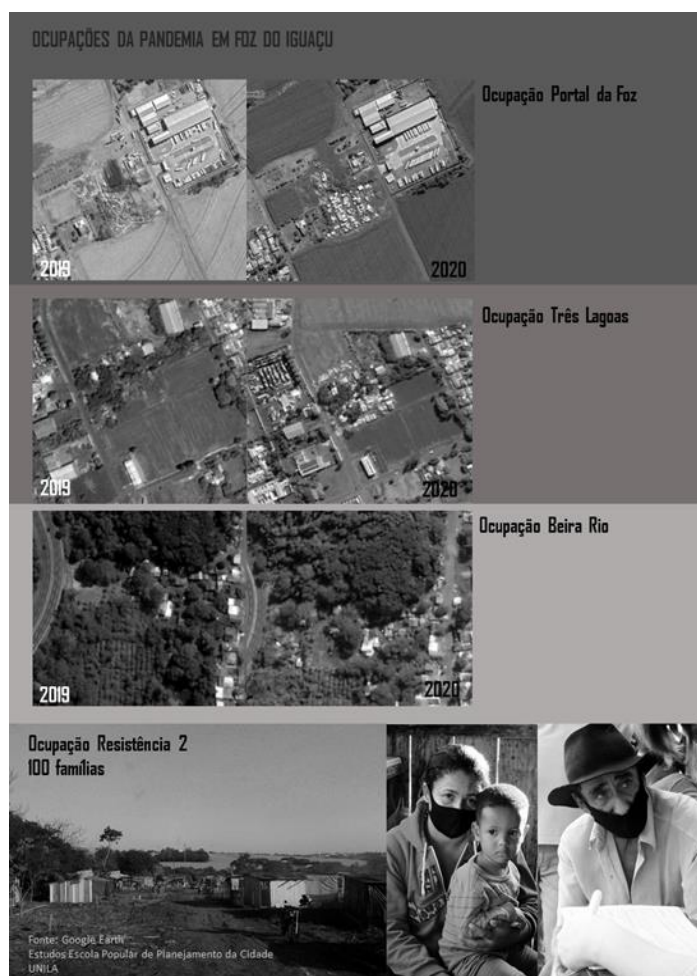 OCUPAÇÕES DA PANDEMIA EM FOZ DO IGUAÇU
Ocupação Portal da Foz
2019
2020
Ocupação Três Lagoas
2019
2020
Ocupação Beira Rio
2019
2020
Ocupação Resistência 2
100 famílias
Fonte: Google Earth
Estudos Escola Popular de Planejamento da Cidade
UNILA